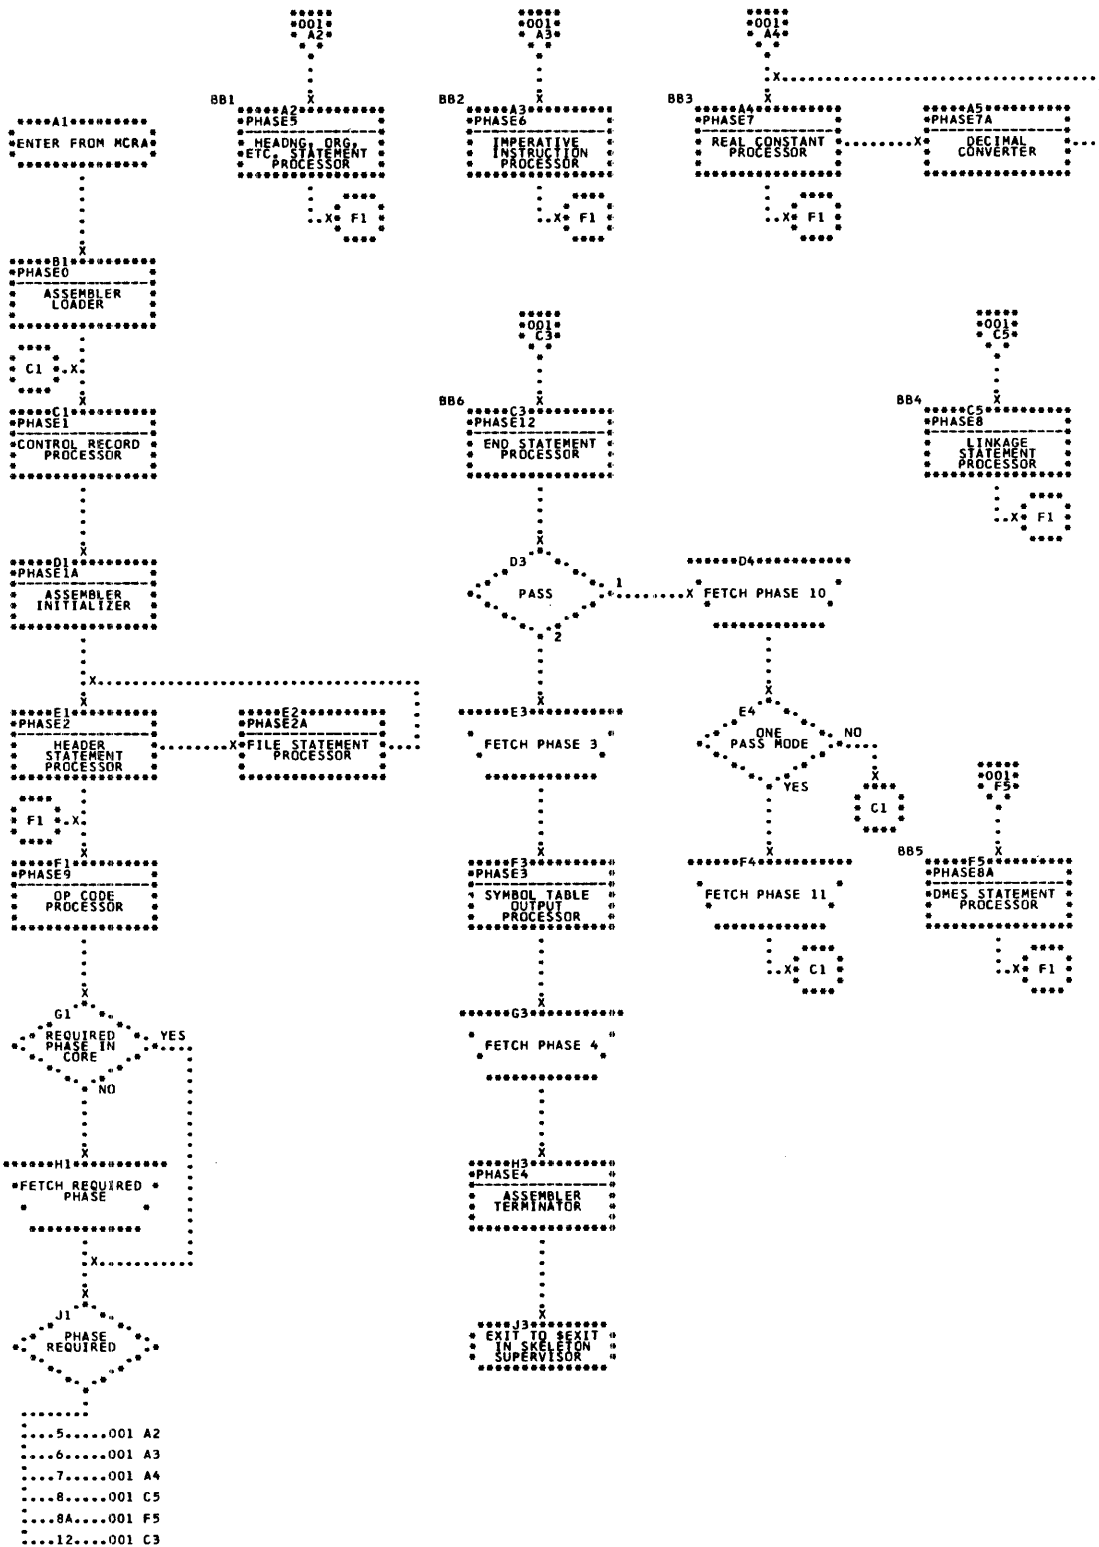 001
A2
001
A3
001
A4
BB1
A2
PHASE5
HEADNG, ORG,
ETC. STATEMENT
PROCESSOR
F1
BB2
A3
PHASE6
IMPERATIVE
INSTRUCTION
PROCESSOR
F1
BB3
A4
PHASE7
REAL CONSTANT
PROCESSOR
F1
A5
PHASE7A
DECIMAL
CONVERTER
A1
ENTER FROM MCRA
B1
PHASE0
ASSEMBLER
LOADER
C1
C1
PHASE1
CONTROL RECORD
PROCESSOR
D1
PHASE1A
ASSEMBLER
INITIALIZER
E1
PHASE2
HEADER
STATEMENT
PROCESSOR
E2
PHASE2A
FILE STATEMENT
PROCESSOR
F1
F1
PHASE9
OP CODE
PROCESSOR
G1
REQUIRED
PHASE IN
CORE
YES
NO
H1
FETCH REQUIRED
PHASE
J1
PHASE
REQUIRED
5.....001 A2
6.....001 A3
7.....001 A4
8.....001 C5
8A....001 F5
12....001 C3
001
C3
BB6
C3
PHASE12
END STATEMENT
PROCESSOR
D3
PASS
1
2
E3
FETCH PHASE 3
F3
PHASE3
SYMBOL TABLE
OUTPUT
PROCESSOR
G3
FETCH PHASE 4
H3
PHASE4
ASSEMBLER
TERMINATOR
J3
EXIT TO $EXIT
IN SKELETON
SUPERVISOR
D4
FETCH PHASE 10
E4
ONE
PASS MODE
NO
YES
C1
F4
FETCH PHASE 11
C1
001
C5
BB4
C5
PHASE8
LINKAGE
STATEMENT
PROCESSOR
F1
001
F5
BB5
F5
PHASE8A
DMES STATEMENT
PROCESSOR
F1